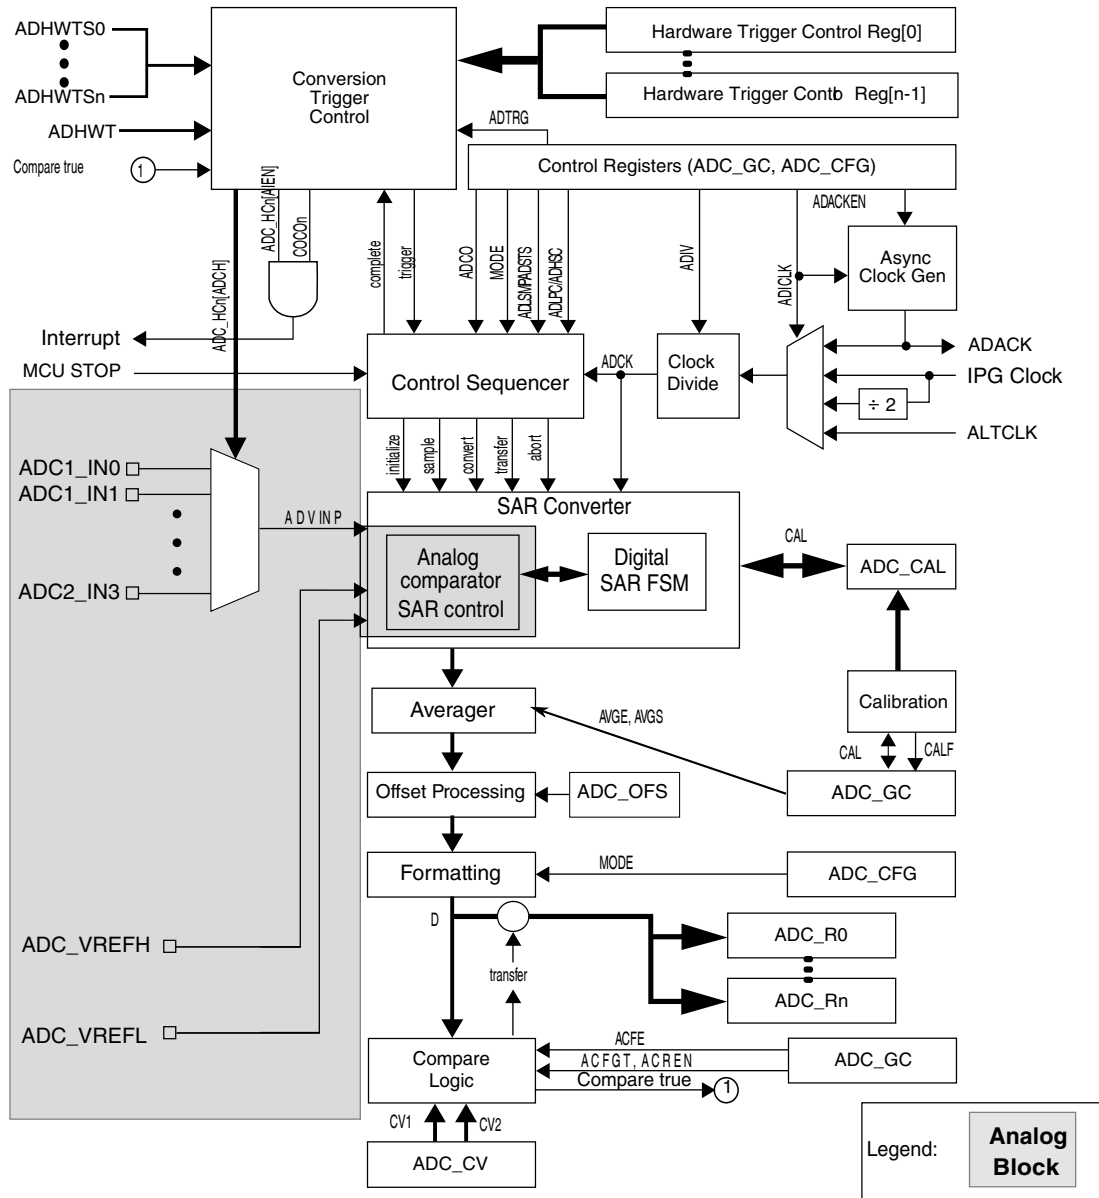 ADHWTS0
ADHWTSn
ADHWT
Compare true
1
Conversion
Trigger
Control
Hardware Trigger Control Reg[0]
Hardware Trigger Contb Reg[n-1]
ADTRG
Control Registers (ADC_GC, ADC_CFG)
ADC_HCn[ADCH]
ADC_HCn[AIEN]
COCOn
complete
trigger
ADCO
MODE
ADLSMP/ADSTS
ADLPC/ADHSC
ADIV
ADICLK
ADACKEN
Async
Clock Gen
Interrupt
MCU STOP
Control Sequencer
ADCK
Clock
Divide
ADACK
IPG Clock
÷ 2
ALTCLK
initialize
sample
convert
transfer
abort
ADC1_IN0
ADC1_IN1
ADC2_IN3
ADVINP
SAR Converter
Analog
comparator
SAR control
Digital
SAR FSM
CAL
ADC_CAL
Averager
AVGE, AVGS
Calibration
CAL
CALF
ADC_GC
Offset Processing
ADC_OFS
Formatting
MODE
ADC_CFG
D
ADC_R0
ADC_Rn
transfer
ADC_VREFH
ADC_VREFL
Compare
Logic
ACFE
ACFGT, ACREN
Compare true
1
ADC_GC
CV1
CV2
ADC_CV
Legend:
Analog
Block